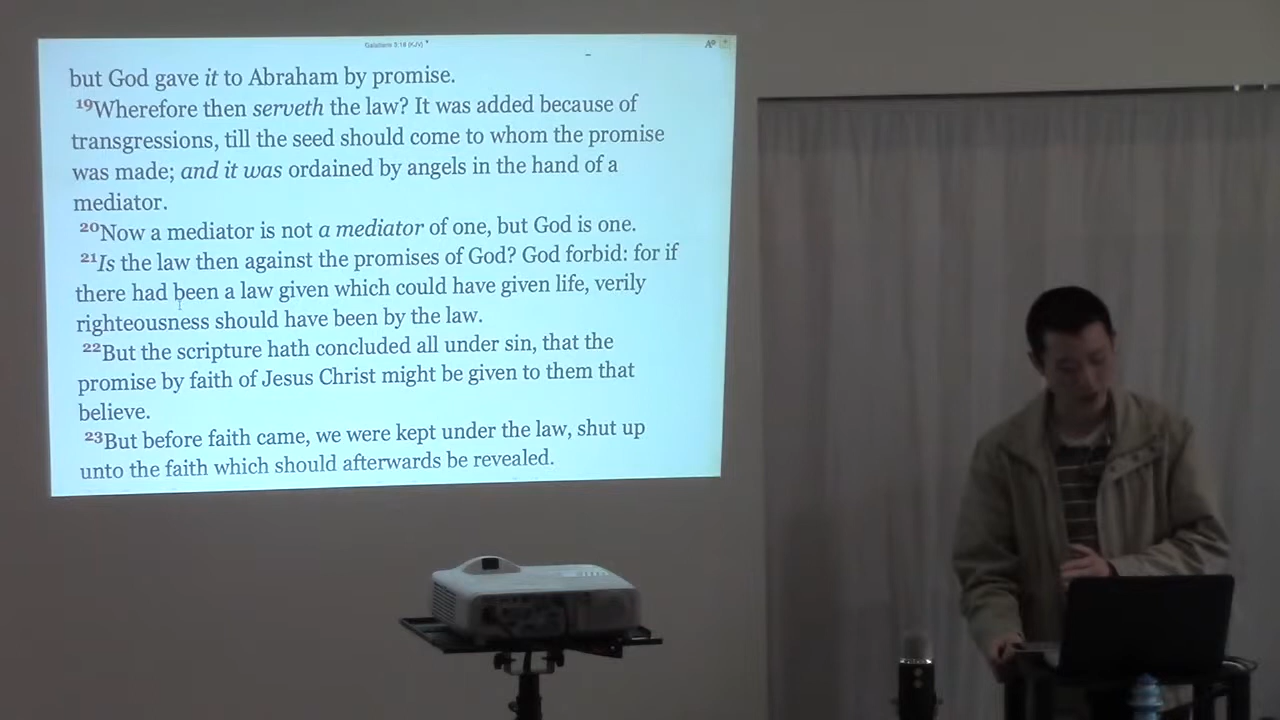 Galatians 3:18 (KJV)
but God gave it to Abraham by promise.
19Wherefore then serveth the law? It was added because of
transgressions, till the seed should come to whom the promise
was made; and it was ordained by angels in the hand of a
mediator.
20Now a mediator is not a mediator of one, but God is one.
21Is the law then against the promises of God? God forbid: for if
there had been a law given which could have given life, verily
righteousness should have been by the law.
22But the scripture hath concluded all under sin, that the
promise by faith of Jesus Christ might be given to them that
believe.
23But before faith came, we were kept under the law, shut up
unto the faith which should afterwards be revealed.